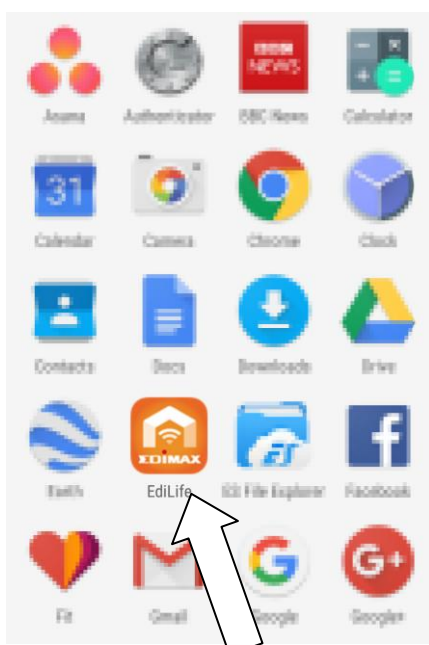 Asana Authenticator BBC News Calculator
BBC
NEWS
31
Calendar Camera Chrome Clock
Contacts Docs Downloads Drive
EDIMAX
Earth EdiLife ES File Explorer Facebook
G+
Fit Gmail Google Google+